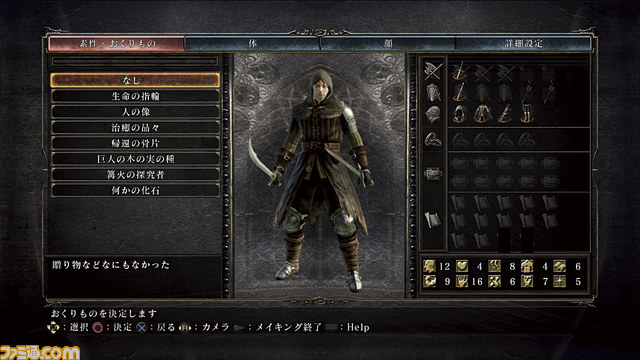 素性・おくりもの 体 顔 詳細設定
なし
生命の指輪
人の像
治癒の品々
帰還の骨片
巨人の木の実の種
篝火の探究者
何かの化石
贈り物などなにもなかった
12 4 8 4 6
9 16 6 7 5
おくりものを決定します
:選択 :決定 :戻る R3:カメラ :メイキング終了 :Help
ファミ通.com